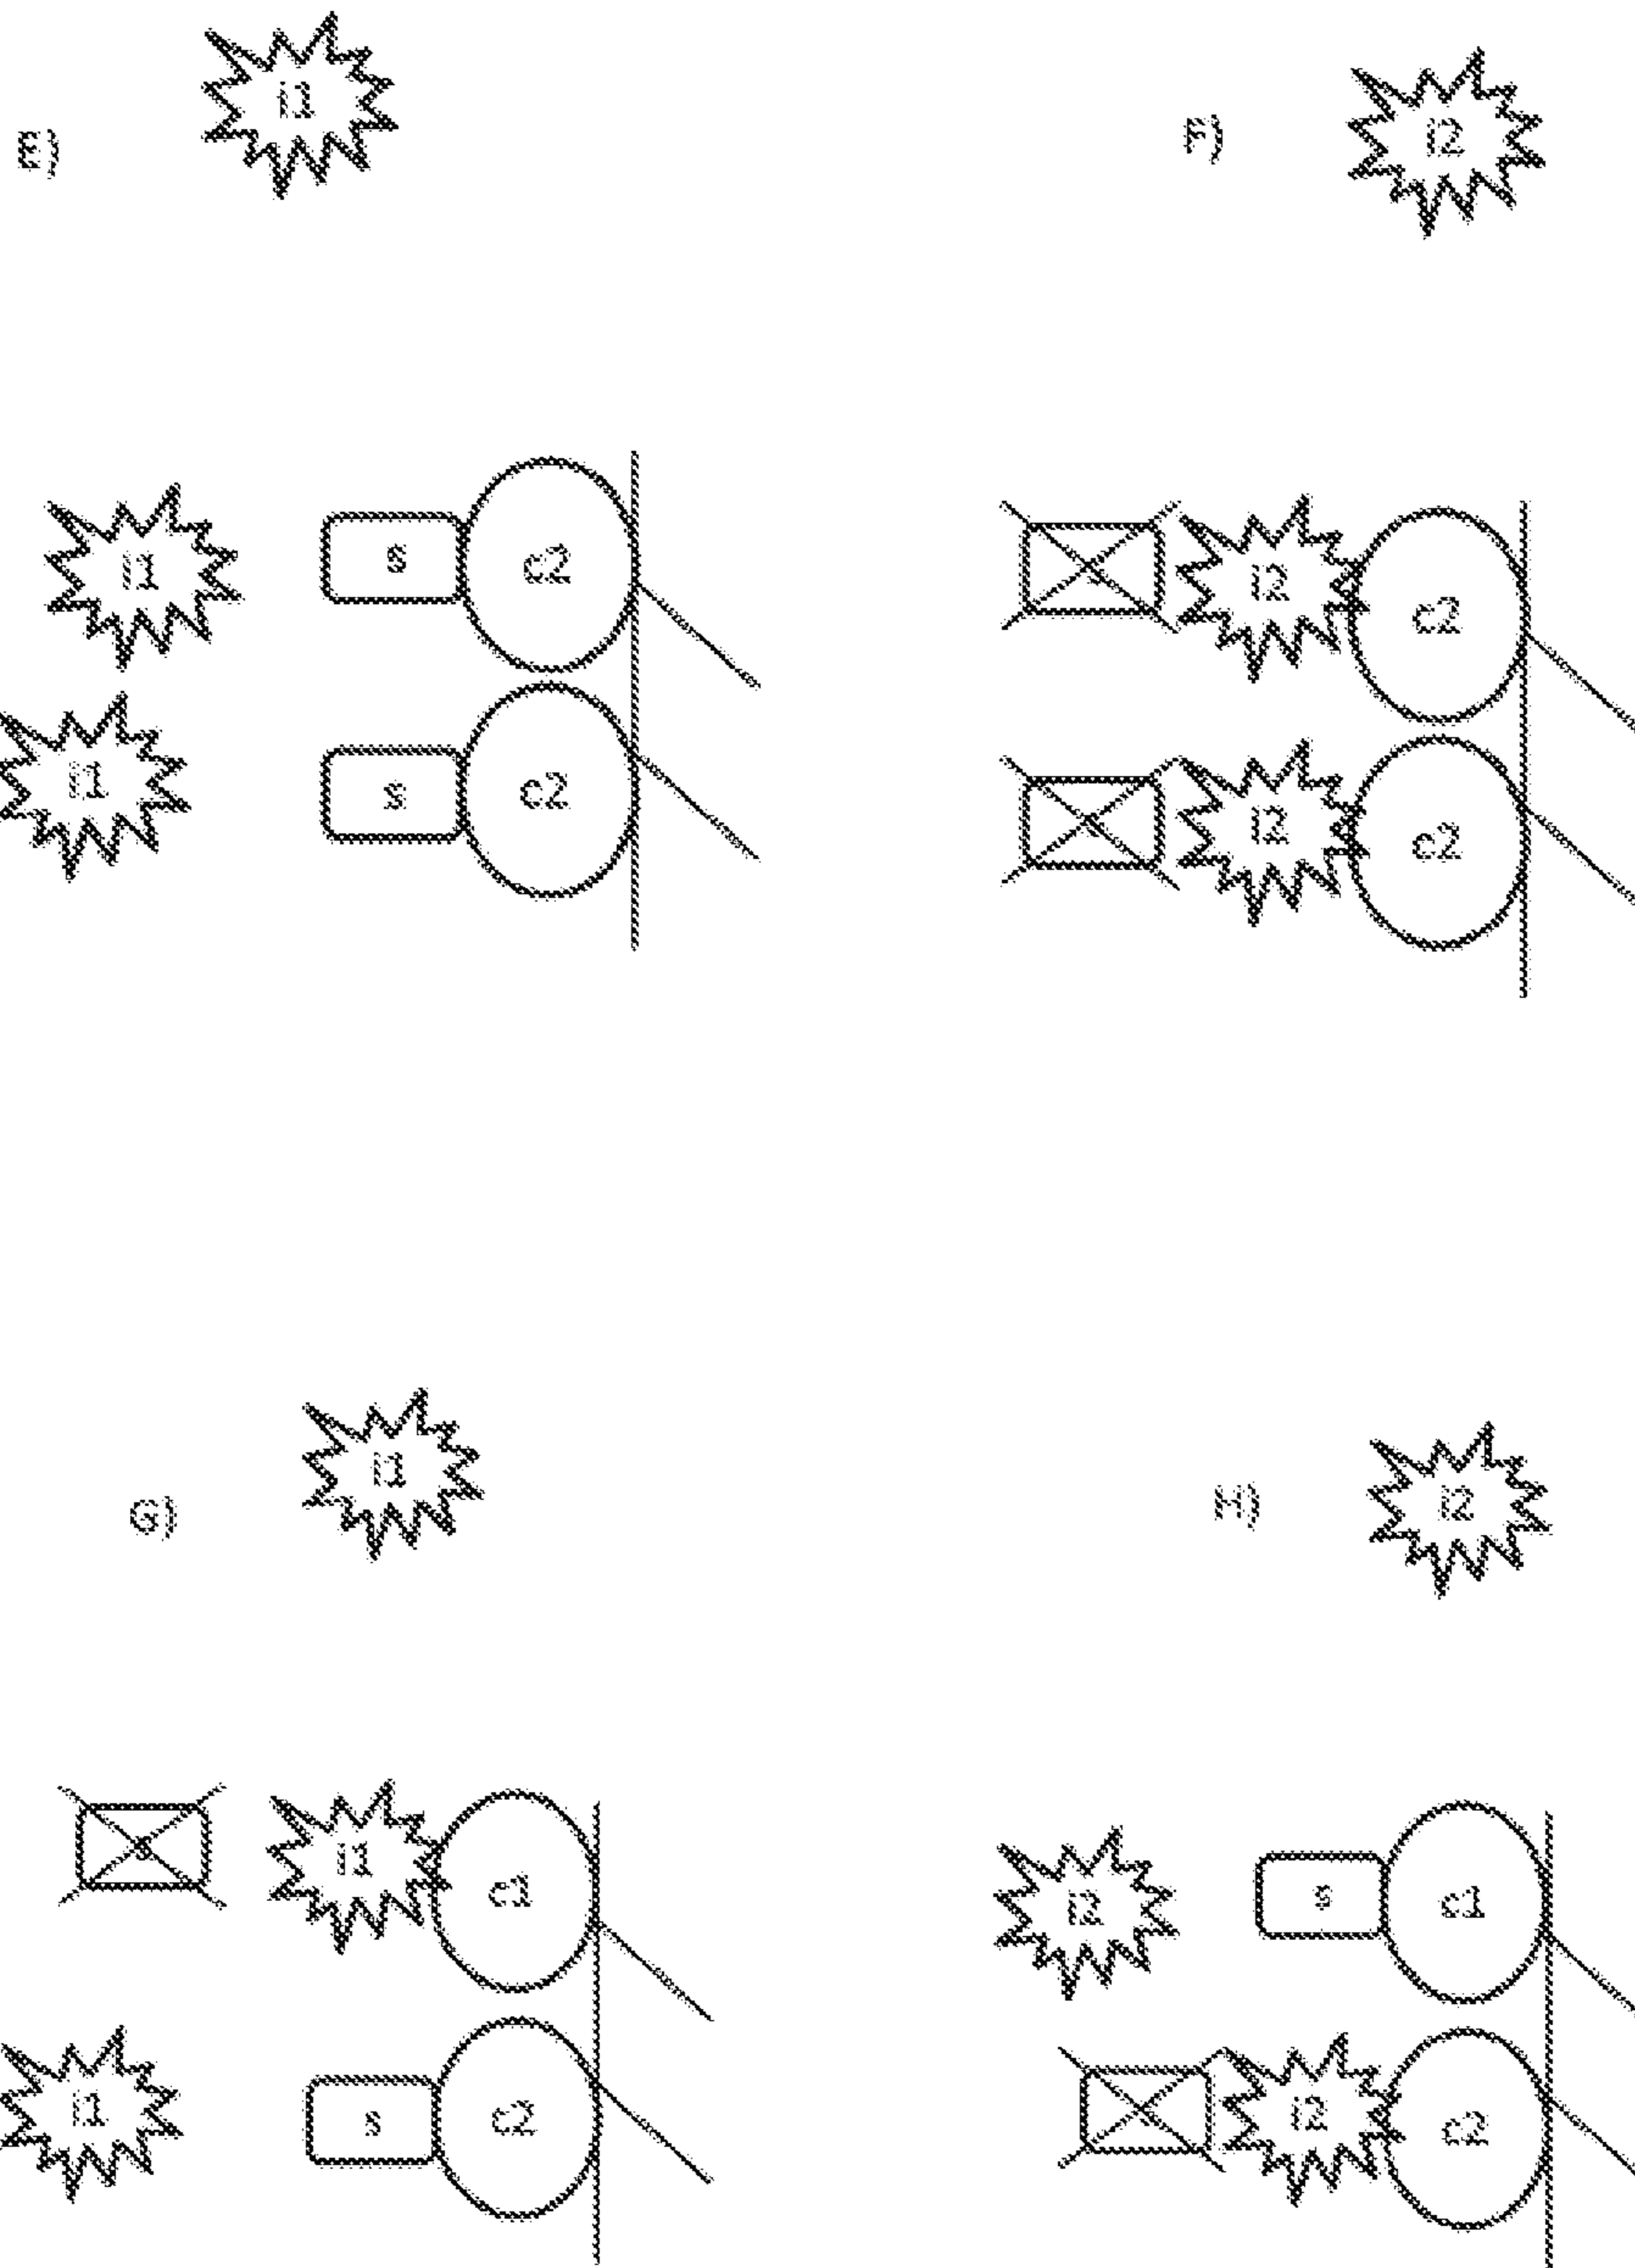 E) i1
F) i2
i1 s c2
i2 c2
i1 s c2
i2 c2
G) i1
H) i2
s i1 c1
i2 s c1
i1 s c2
i2 c2